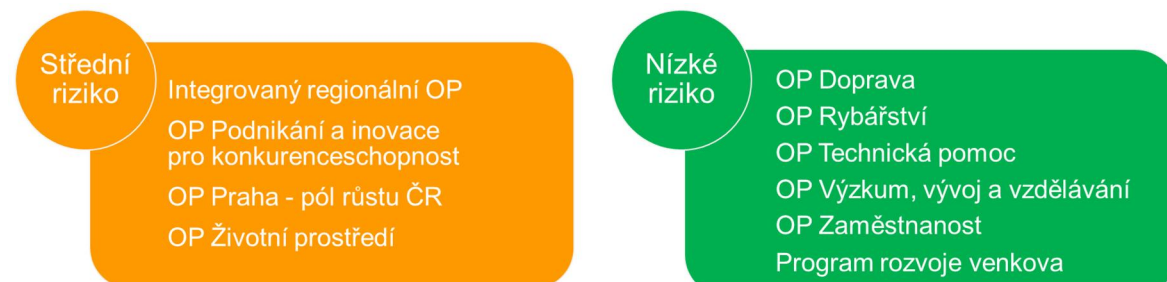 Střední
riziko
Integrovaný regionální OP
OP Podnikání a inovace
pro konkurenceschopnost
OP Praha - pól růstu ČR
OP Životní prostředí
Nízké
riziko
OP Doprava
OP Rybářství
OP Technická pomoc
OP Výzkum, vývoj a vzdělávání
OP Zaměstnanost
Program rozvoje venkova